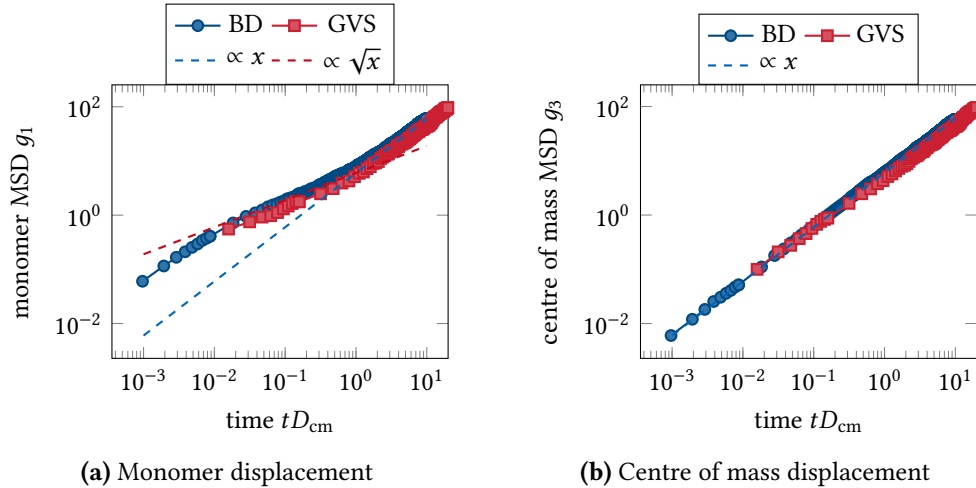 BD GVS
∝ x ∝ √x
monomer MSD g₁
10²
10⁰
10⁻²
10⁻³ 10⁻² 10⁻¹ 10⁰ 10¹
time tD_cm
(a) Monomer displacement
BD GVS
∝ x
centre of mass MSD g₃
10²
10⁰
10⁻²
10⁻³ 10⁻² 10⁻¹ 10⁰ 10¹
time tD_cm
(b) Centre of mass displacement